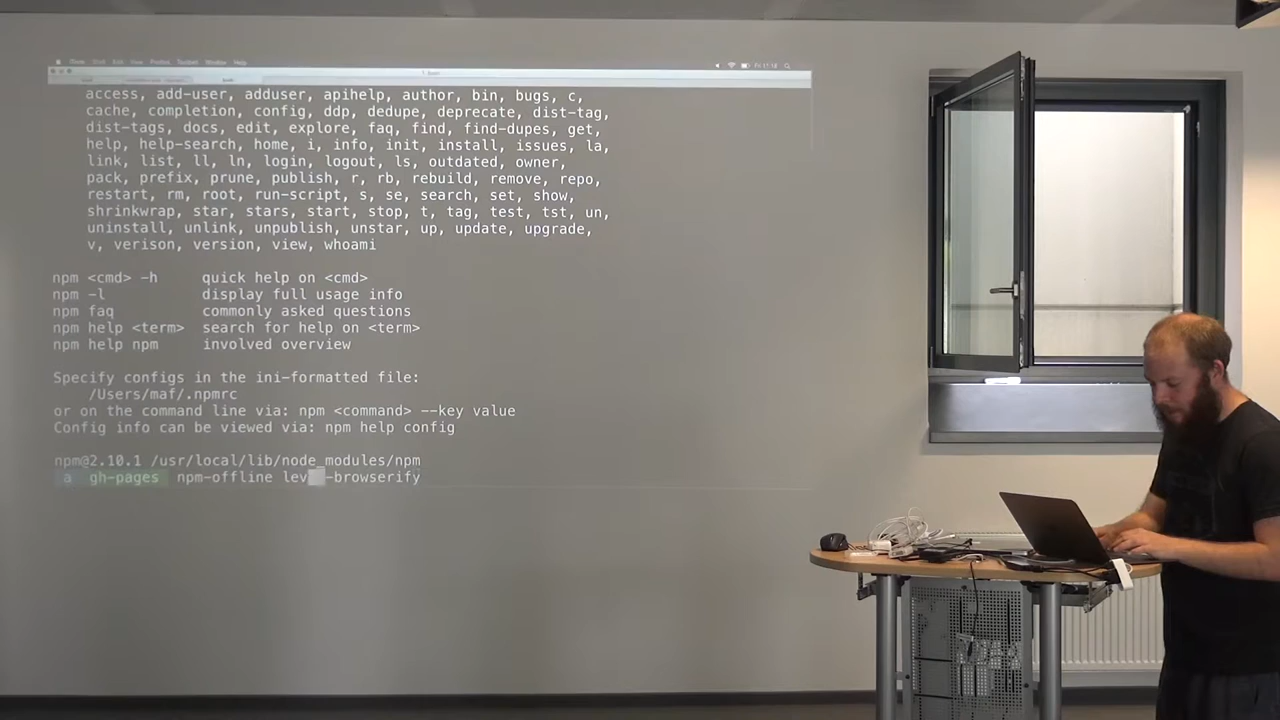 access, add-user, adduser, apihelp, author, bin, bugs, c,
cache, completion, config, ddp, dedupe, deprecate, dist-tag,
dist-tags, docs, edit, explore, faq, find, find-dupes, get,
help, help-search, home, i, info, init, install, issues, la,
link, list, ll, ln, login, logout, ls, outdated, owner,
pack, prefix, prune, publish, r, rb, rebuild, remove, repo,
restart, rm, root, run-script, s, se, search, set, show,
shrinkwrap, star, stars, start, stop, t, tag, test, tst, un,
uninstall, unlink, unpublish, unstar, up, update, upgrade,
v, verison, version, view, whoami
npm <cmd> -h quick help on <cmd>
npm -l display full usage info
npm faq commonly asked questions
npm help <term> search for help on <term>
npm help npm involved overview
Specify configs in the ini-formatted file:
/Users/maf/.npmrc
or on the command line via: npm <command> --key value
Config info can be viewed via: npm help config
npm@2.10.1 /usr/local/lib/node_modules/npm
a gh-pages npm-offline lev -browserify